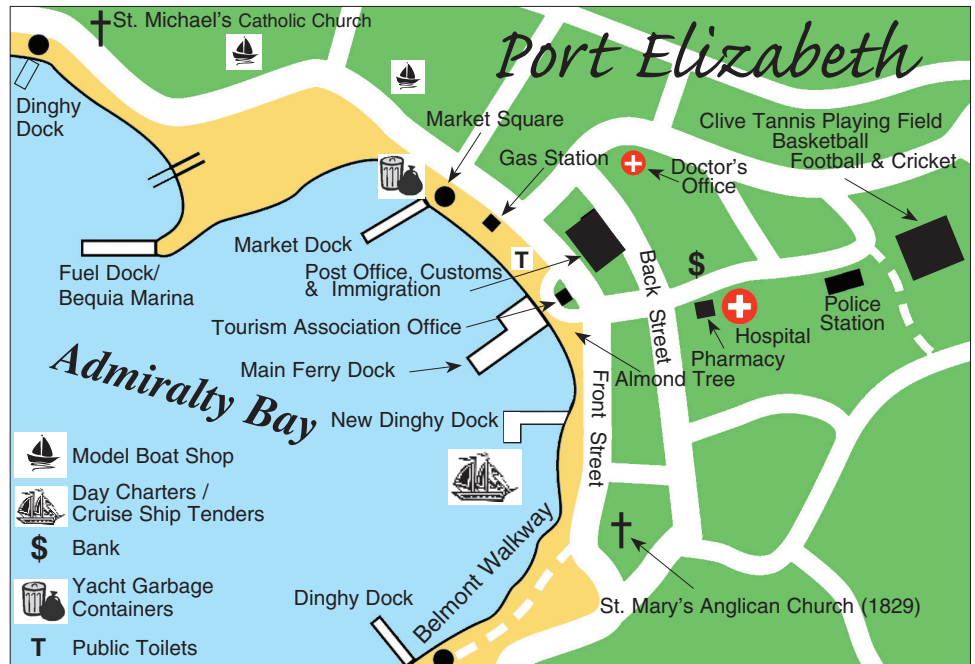 St. Michael's Catholic Church
Port Elizabeth
Dinghy
Dock
Market Square
Gas Station
Clive Tannis Playing Field
Basketball
Football & Cricket
Doctor's
Office
Market Dock
Fuel Dock/
Bequia Marina
T
Post Office, Customs
& Immigration
Back Street
$
Police
Station
Tourism Association Office
Hospital
Pharmacy
Main Ferry Dock
Almond Tree
Admiralty Bay
Front Street
New Dinghy Dock
Model Boat Shop
Day Charters /
Cruise Ship Tenders
$ Bank
Yacht Garbage
Containers
T Public Toilets
Belmont Walkway
Dinghy Dock
St. Mary's Anglican Church (1829)